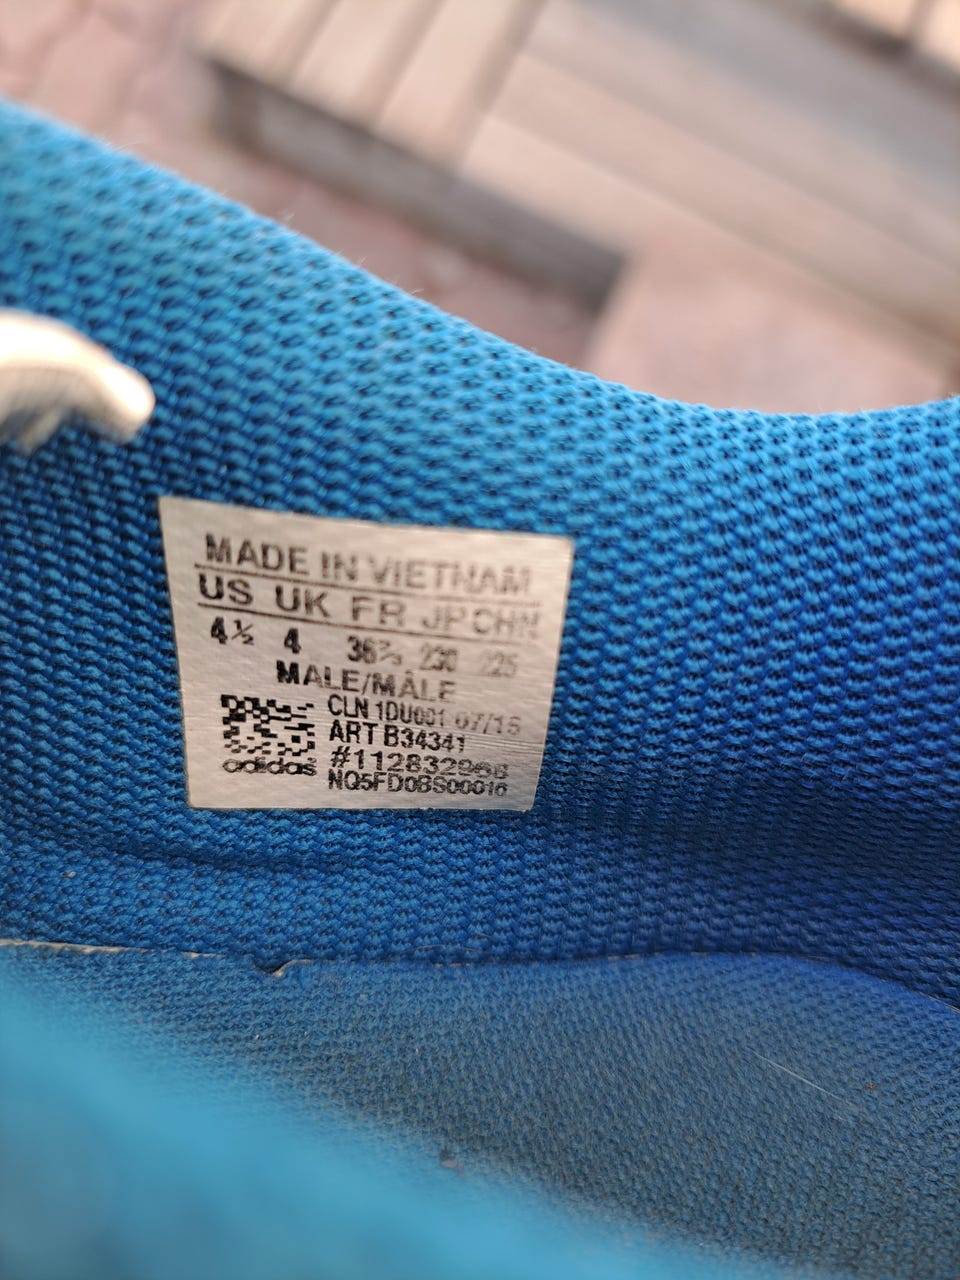 MADE IN VIETNAM
US UK FR JP CHN
4½ 4 36⅔ 230 225
MALE/MÂLE
CLN 1DU001 07/15
ART B34341
#112832968
adidas NQ5FD0BS00016